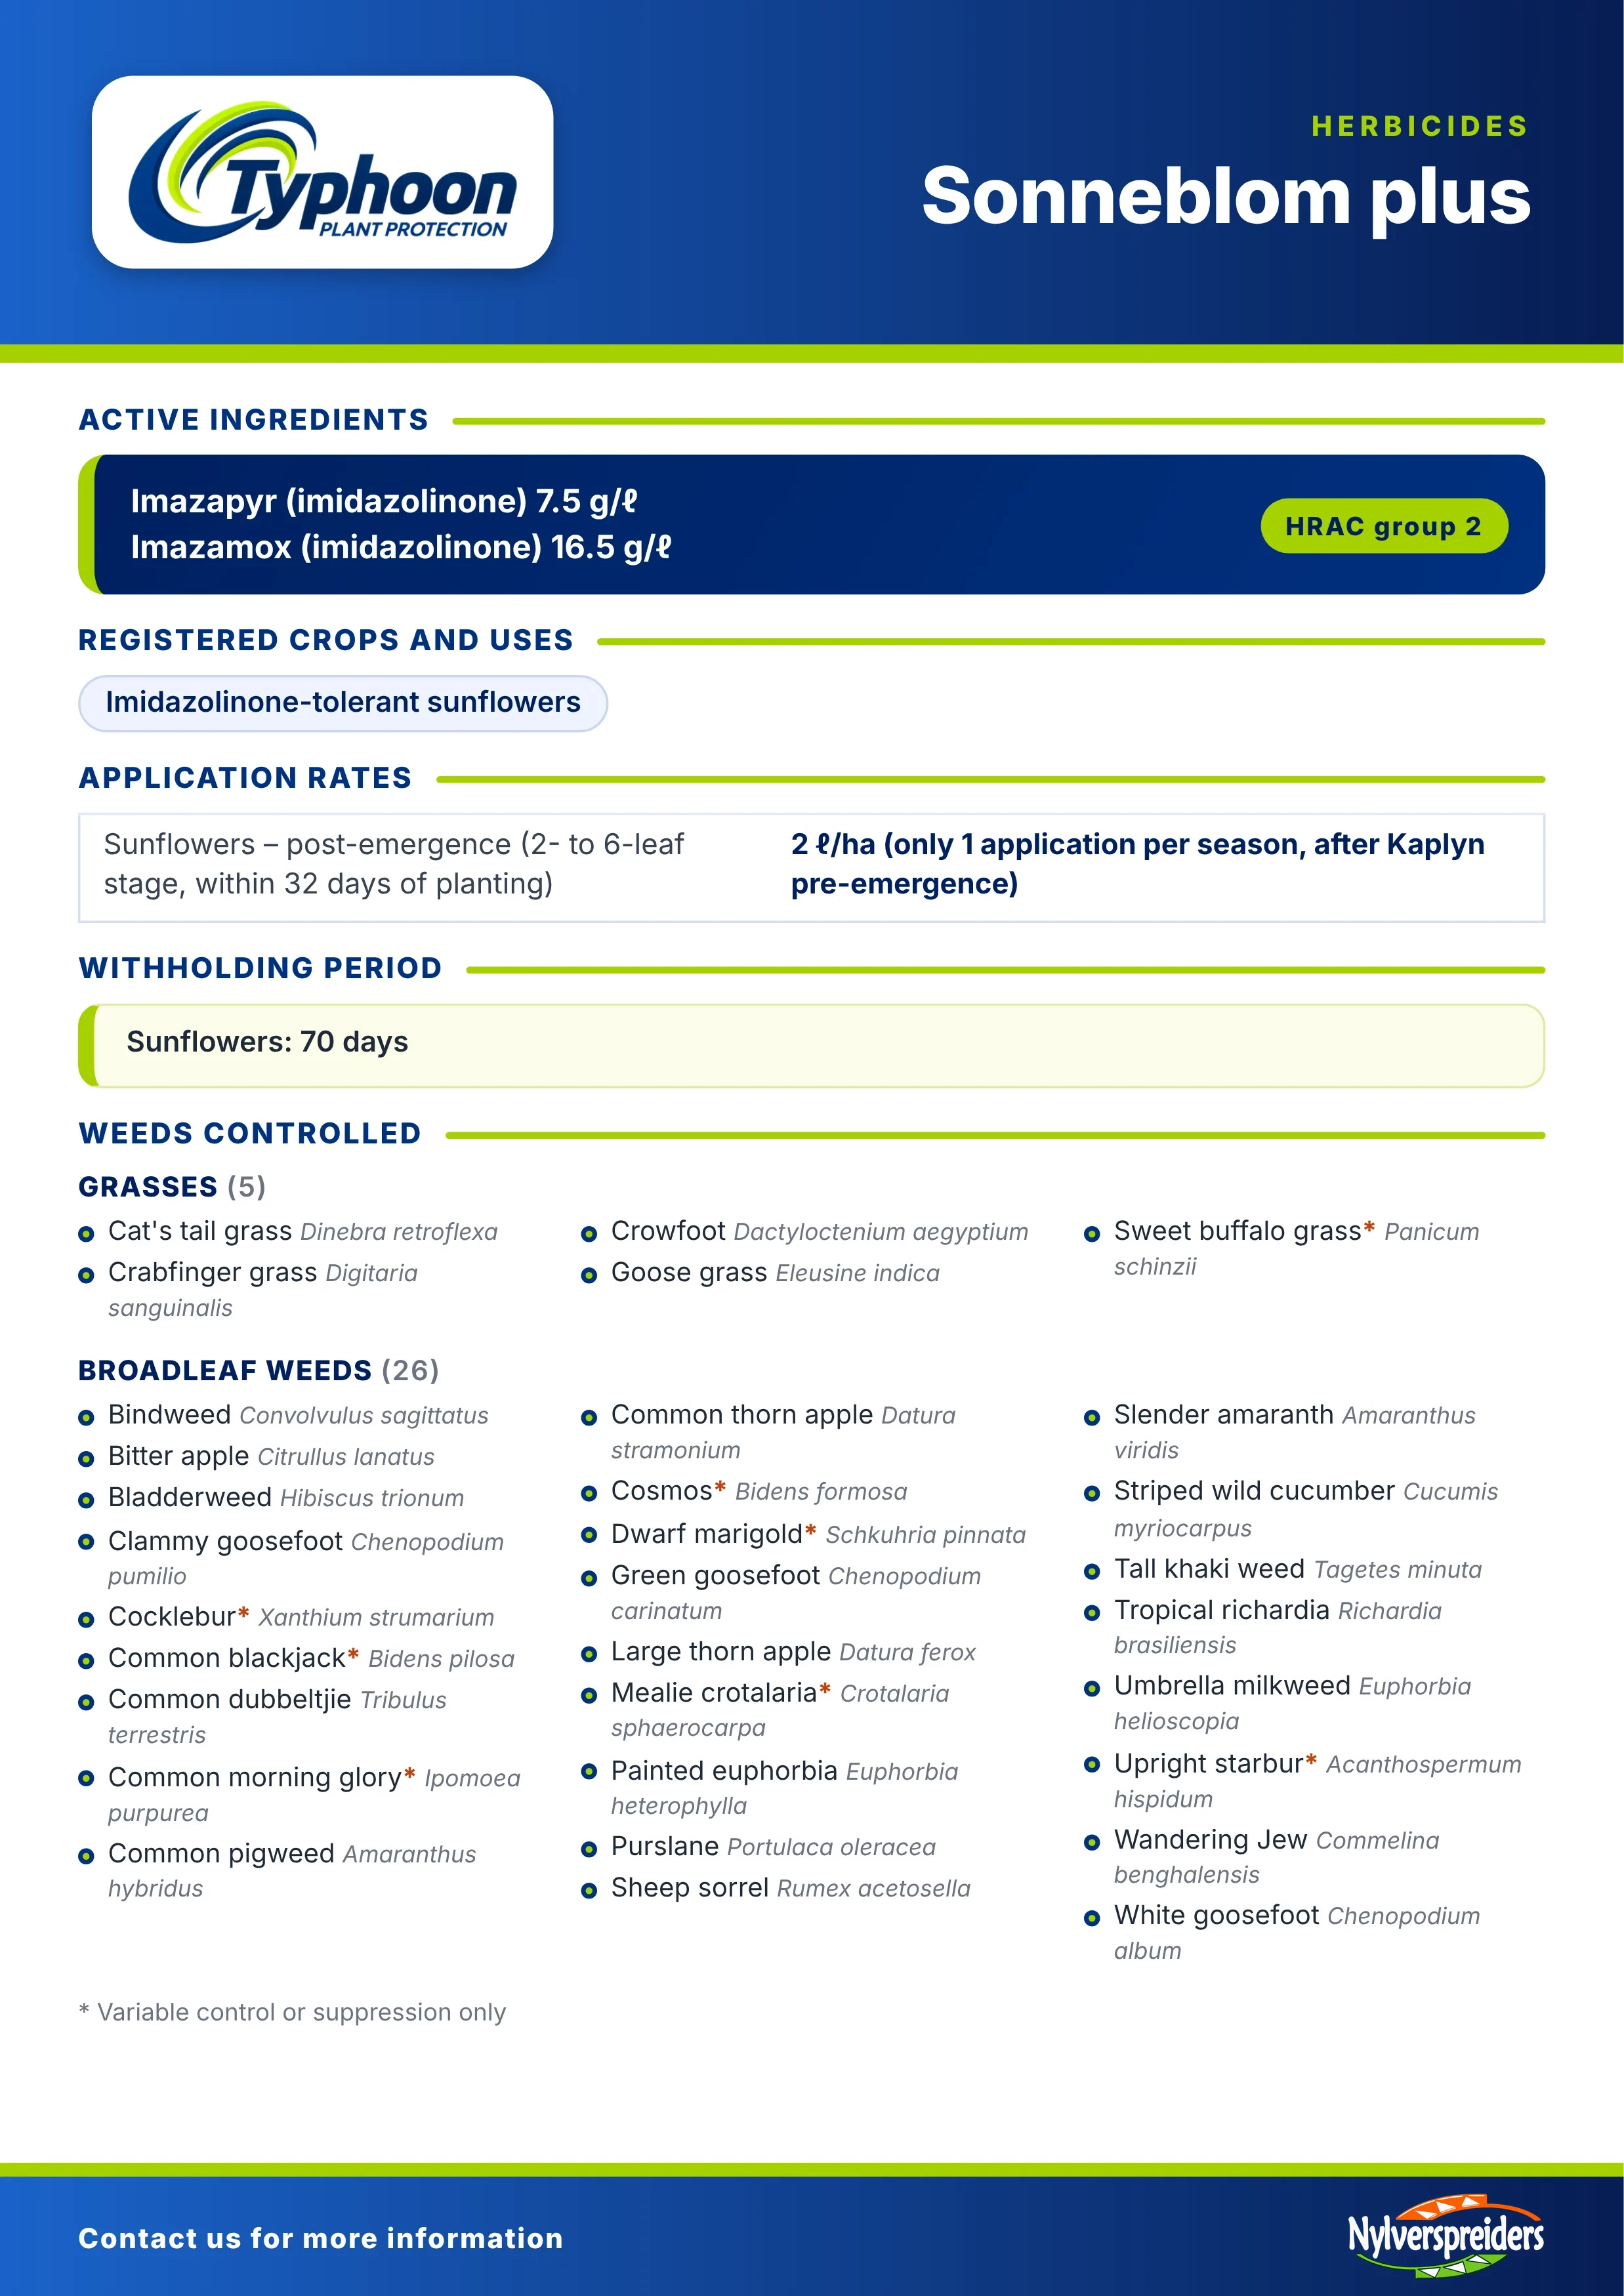 Typhoon
PLANT PROTECTION
HERBICIDES
Sonneblom plus
ACTIVE INGREDIENTS
Imazapyr (imidazolinone) 7.5 g/ℓ
Imazamox (imidazolinone) 16.5 g/ℓ
HRAC group 2
REGISTERED CROPS AND USES
Imidazolinone-tolerant sunflowers
APPLICATION RATES
Sunflowers – post-emergence (2- to 6-leaf
stage, within 32 days of planting)
2 ℓ/ha (only 1 application per season, after Kaplyn
pre-emergence)
WITHHOLDING PERIOD
Sunflowers: 70 days
WEEDS CONTROLLED
GRASSES (5)
Cat's tail grass Dinebra retroflexa
Crabfinger grass Digitaria
sanguinalis
Crowfoot Dactyloctenium aegyptium
Goose grass Eleusine indica
Sweet buffalo grass* Panicum
schinzii
BROADLEAF WEEDS (26)
Bindweed Convolvulus sagittatus
Bitter apple Citrullus lanatus
Bladderweed Hibiscus trionum
Clammy goosefoot Chenopodium
pumilio
Cocklebur* Xanthium strumarium
Common blackjack* Bidens pilosa
Common dubbeltjie Tribulus
terrestris
Common morning glory* Ipomoea
purpurea
Common pigweed Amaranthus
hybridus
Common thorn apple Datura
stramonium
Cosmos* Bidens formosa
Dwarf marigold* Schkuhria pinnata
Green goosefoot Chenopodium
carinatum
Large thorn apple Datura ferox
Mealie crotalaria* Crotalaria
sphaerocarpa
Painted euphorbia Euphorbia
heterophylla
Purslane Portulaca oleracea
Sheep sorrel Rumex acetosella
Slender amaranth Amaranthus
viridis
Striped wild cucumber Cucumis
myriocarpus
Tall khaki weed Tagetes minuta
Tropical richardia Richardia
brasiliensis
Umbrella milkweed Euphorbia
helioscopia
Upright starbur* Acanthospermum
hispidum
Wandering Jew Commelina
benghalensis
White goosefoot Chenopodium
album
* Variable control or suppression only
Contact us for more information
Nylverspreiders